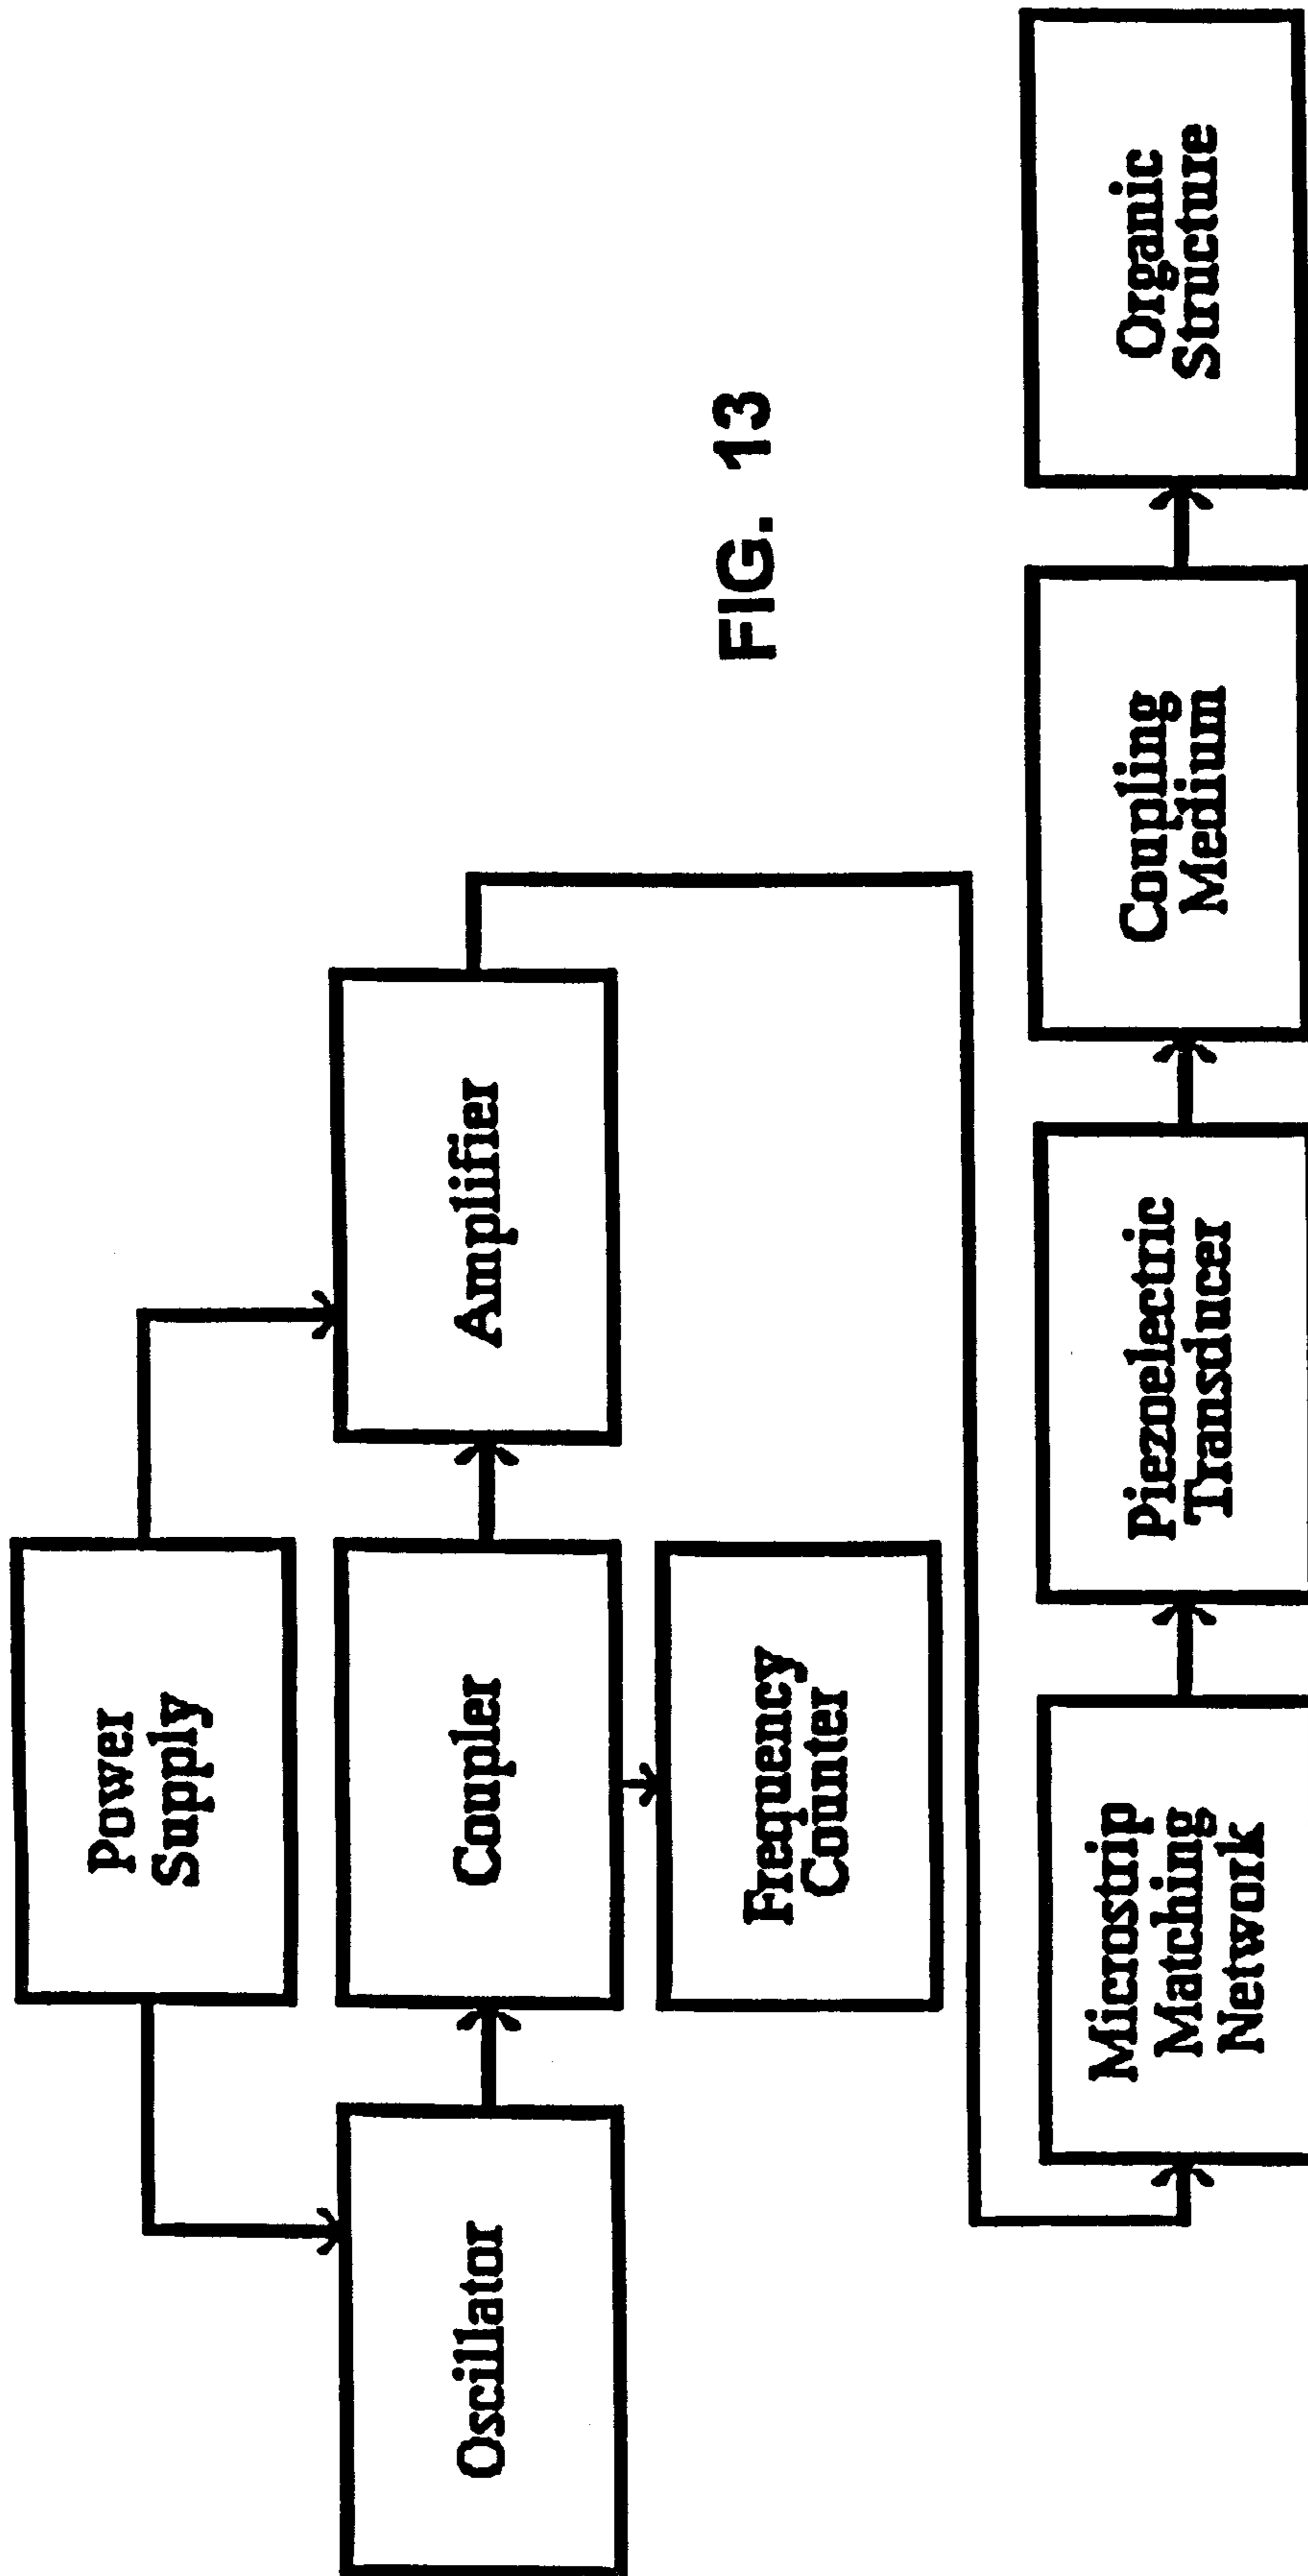 Power
Supply
Oscillator
Coupler
Amplifier
Frequency
Counter
FIG. 13
Microstrip
Matching
Network
Piezoelectric
Transducer
Coupling
Medium
Organic
Structure